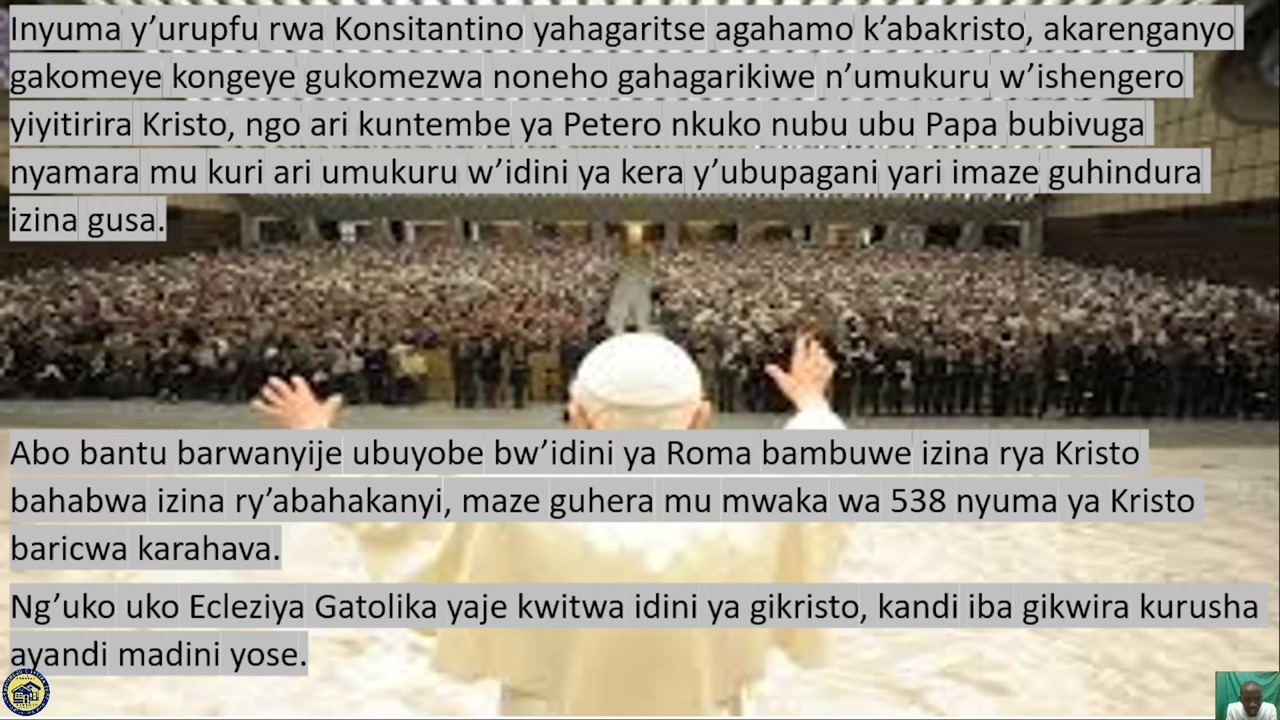 Inyuma y’urupfu rwa Konsitantino yahagaritse agahamo k’abakristo, akarenganyo
gakomeye kongeye gukomezwa noneho gahagarikiwe n’umukuru w’ishengero
yiyitirira Kristo, ngo ari kuntembe ya Petero nkuko nubu ubu Papa bubivuga
nyamara mu kuri ari umukuru w’idini ya kera y’ubupagani yari imaze guhindura
izina gusa.
Abo bantu barwanyije ubuyobe bw’idini ya Roma bambuwe izina rya Kristo
bahabwa izina ry’abahakanyi, maze guhera mu mwaka wa 538 nyuma ya Kristo
baricwa karahava.
Ng’uko uko Ecleziya Gatolika yaje kwitwa idini ya gikristo, kandi iba gikwira kurusha
ayandi madini yose.